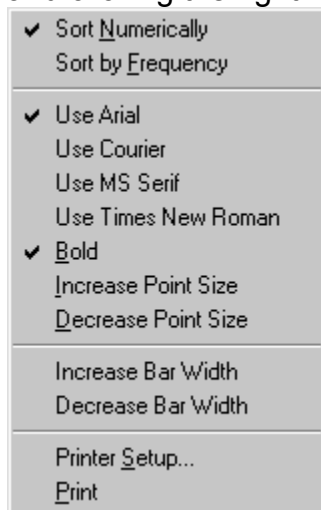 ✔ Sort Numerically
Sort by Frequency
✔ Use Arial
Use Courier
Use MS Serif
Use Times New Roman
✔ Bold
Increase Point Size
Decrease Point Size
Increase Bar Width
Decrease Bar Width
Printer Setup...
Print